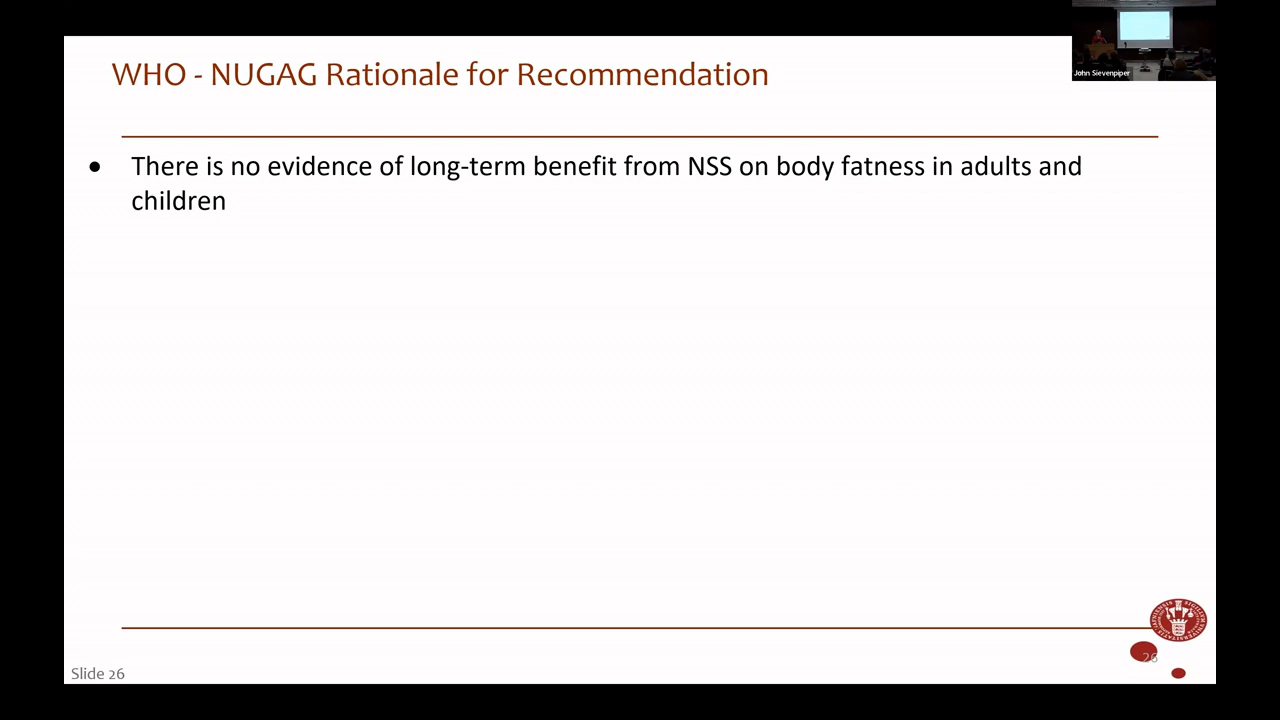 WHO - NUGAG Rationale for Recommendation
John Sievenpiper
● There is no evidence of long-term benefit from NSS on body fatness in adults and
children
26
Slide 26